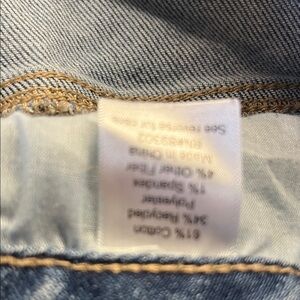 61% Cotton
34% Recycled
Polyester
1% Spandex
4% Other Fiber
Made in China
See reverse for care